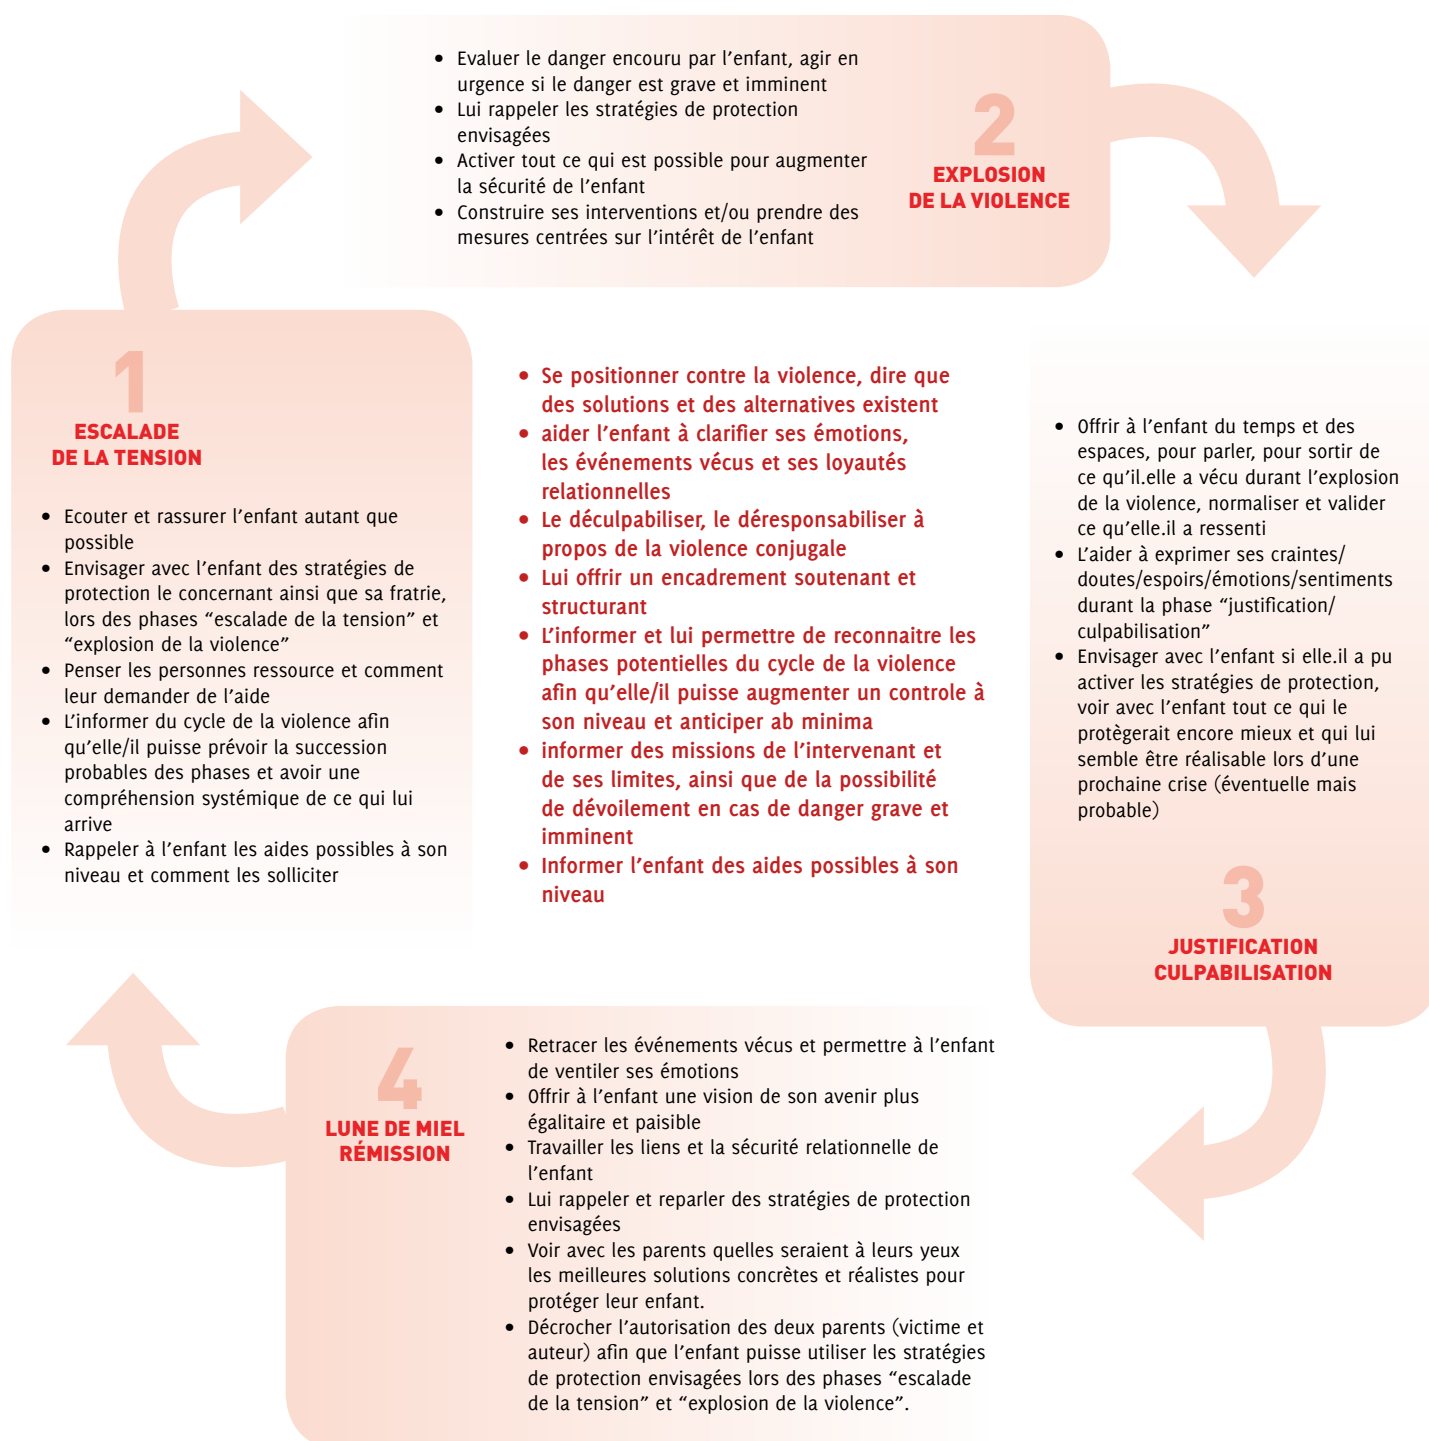 1
ESCALADE
DE LA TENSION
• Ecouter et rassurer l’enfant autant que
possible
• Envisager avec l’enfant des stratégies de
protection le concernant ainsi que sa fratrie,
lors des phases “escalade de la tension” et
“explosion de la violence”
• Penser les personnes ressource et comment
leur demander de l’aide
• L’informer du cycle de la violence afin
qu’elle/il puisse prévoir la succession
probables des phases et avoir une
compréhension systémique de ce qui lui
arrive
• Rappeler à l’enfant les aides possibles à son
niveau et comment les solliciter
• Evaluer le danger encouru par l’enfant, agir en
urgence si le danger est grave et imminent
• Lui rappeler les stratégies de protection
envisagées
• Activer tout ce qui est possible pour augmenter
la sécurité de l’enfant
• Construire ses interventions et/ou prendre des
mesures centrées sur l’intérêt de l’enfant
2
EXPLOSION
DE LA VIOLENCE
• Se positionner contre la violence, dire que
des solutions et des alternatives existent
• aider l’enfant à clarifier ses émotions,
les événements vécus et ses loyautés
relationnelles
• Le déculpabiliser, le déresponsabiliser à
propos de la violence conjugale
• Lui offrir un encadrement soutenant et
structurant
• L’informer et lui permettre de reconnaitre les
phases potentielles du cycle de la violence
afin qu’elle/il puisse augmenter un controle à
son niveau et anticiper ab minima
• informer des missions de l’intervenant et
de ses limites, ainsi que de la possibilité
de dévoilement en cas de danger grave et
imminent
• Informer l’enfant des aides possibles à son
niveau
• Offrir à l’enfant du temps et des
espaces, pour parler, pour sortir de
ce qu’il.elle a vécu durant l’explosion
de la violence, normaliser et valider
ce qu’elle.il a ressenti
• L’aider à exprimer ses craintes/
doutes/espoirs/émotions/sentiments
durant la phase “justification/
culpabilisation”
• Envisager avec l’enfant si elle.il a pu
activer les stratégies de protection,
voir avec l’enfant tout ce qui le
protègerait encore mieux et qui lui
semble être réalisable lors d’une
prochaine crise (éventuelle mais
probable)
3
JUSTIFICATION
CULPABILISATION
4
LUNE DE MIEL
RÉMISSION
• Retracer les événements vécus et permettre à l’enfant
de ventiler ses émotions
• Offrir à l’enfant une vision de son avenir plus
égalitaire et paisible
• Travailler les liens et la sécurité relationnelle de
l’enfant
• Lui rappeler et reparler des stratégies de protection
envisagées
• Voir avec les parents quelles seraient à leurs yeux
les meilleures solutions concrètes et réalistes pour
protéger leur enfant.
• Décrocher l’autorisation des deux parents (victime et
auteur) afin que l’enfant puisse utiliser les stratégies
de protection envisagées lors des phases “escalade
de la tension” et “explosion de la violence”.